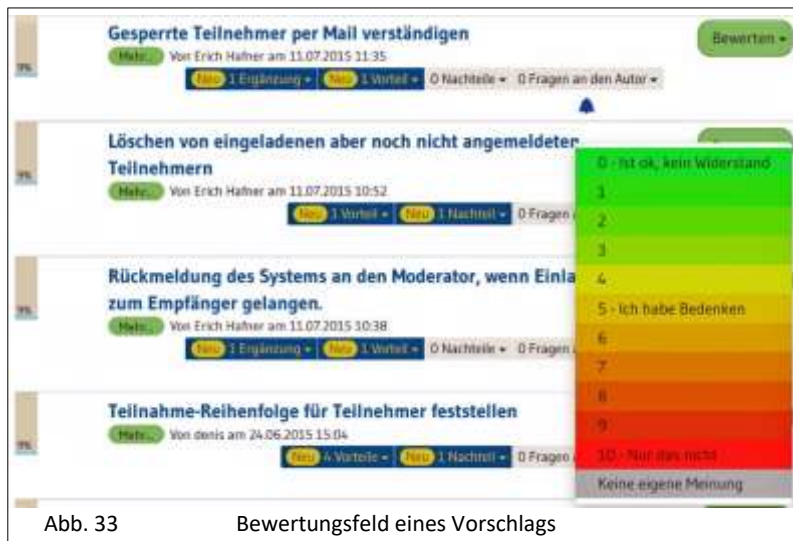 Gesperrte Teilnehmer per Mail verständigen
Bewerten
Mehr... Von Erich Hafner am 11.07.2015 11:35
9%
Neu 1 Ergänzung Neu 1 Vorteil 0 Nachteile 0 Fragen an den Autor
Löschen von eingeladenen aber noch nicht angemeldeten
Teilnehmern
9%
Mehr... Von Erich Hafner am 11.07.2015 10:52
Neu 1 Vorteil Neu 1 Nachteil 0 Fragen
Rückmeldung des Systems an den Moderator, wenn Einla
zum Empfänger gelangen.
9%
Mehr... Von Erich Hafner am 11.07.2015 10:38
Neu 1 Ergänzung Neu 1 Vorteil 0 Nachteile 0 Fragen
Teilnahme-Reihenfolge für Teilnehmer feststellen
Mehr... Von denis am 24.06.2015 15:04
9%
Neu 4 Vorteile Neu 1 Nachteil 0 Fragen
0 - Ist ok, kein Widerstand
1
2
3
4
5 - Ich habe Bedenken
6
7
8
9
10 - Nur das nicht
Keine eigene Meinung
Abb. 33 Bewertungsfeld eines Vorschlags